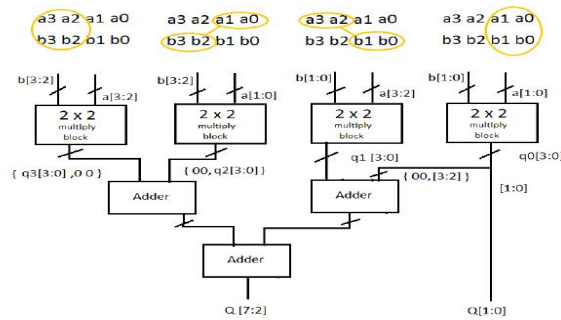 a3 a2 a1 a0 a3 a2 a1 a0 a3 a2 a1 a0 a3 a2 a1 a0
b3 b2 b1 b0 b3 b2 b1 b0 b3 b2 b1 b0 b3 b2 b1 b0
b[3:2] a[3:2] b[3:2] a[1:0] b[1:0] a[3:2] b[1:0] a[1:0]
2 x 2 2 x 2 2 x 2 2 x 2
multiply multiply multiply multiply
block block block block
{ q3[3:0] ,0 0 } { 00, q2[3:0] } q1 [3:0] q0[3:0]
{ 00, [3:2] }
Adder Adder [1:0]
Adder
Q [7:2] Q[1:0]